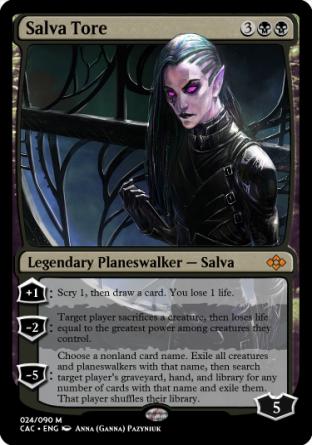 Salva Tore 3
Legendary Planeswalker — Salva
+1: Scry 1, then draw a card. You lose 1 life.
-2: Target player sacrifices a creature, then loses life
equal to the greatest power among creatures they
control.
-5: Choose a nonland card name. Exile all creatures
and planeswalkers with that name, then search
target player's graveyard, hand, and library for any
number of cards with that name and exile them.
That player shuffles their library.
5
024/090 M
CAC • ENG Anna (Ganna) Pazyniuk